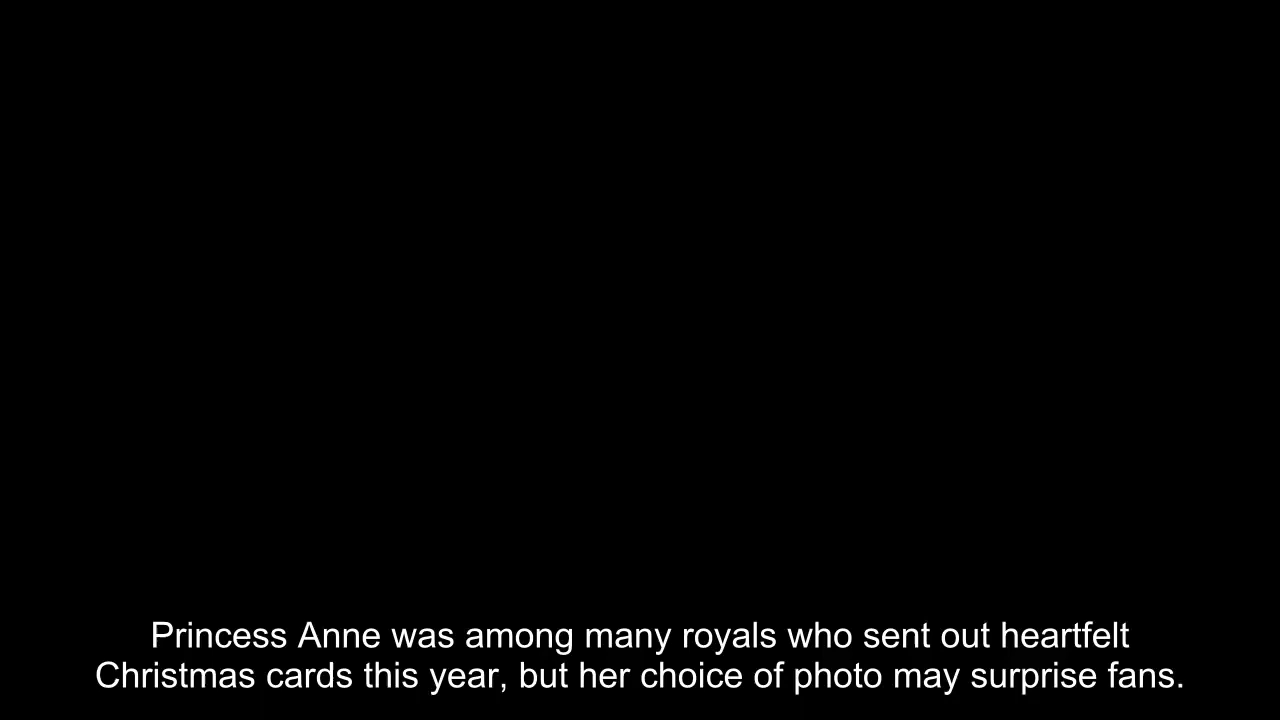 Princess Anne was among many royals who sent out heartfelt
Christmas cards this year, but her choice of photo may surprise fans.